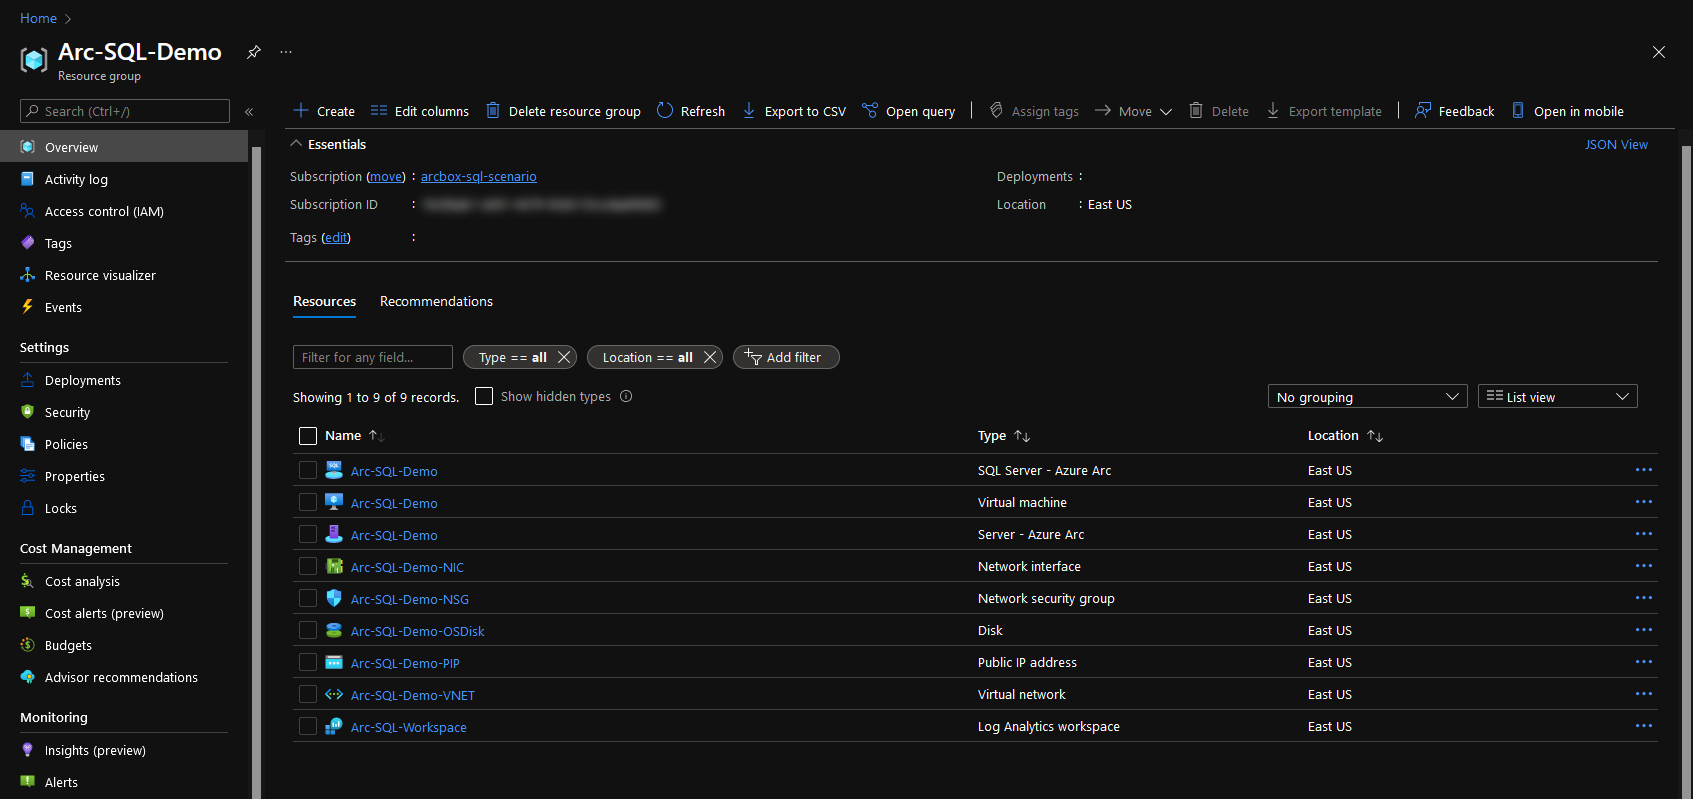 Home >
Arc-SQL-Demo ...
Resource group
Search (Ctrl+/) «
Overview
Activity log
Access control (IAM)
Tags
Resource visualizer
Events
Settings
Deployments
Security
Policies
Properties
Locks
Cost Management
Cost analysis
Cost alerts (preview)
Budgets
Advisor recommendations
Monitoring
Insights (preview)
Alerts
Create Edit columns Delete resource group Refresh Export to CSV Open query | Assign tags Move Delete Export template | Feedback Open in mobile
Essentials JSON View
Subscription (move) : arcbox-sql-scenario Deployments :
Subscription ID : Location : East US
Tags (edit) :
Resources Recommendations
Filter for any field... Type == all Location == all Add filter
Showing 1 to 9 of 9 records. Show hidden types No grouping List view
Name Type Location
Arc-SQL-Demo SQL Server - Azure Arc East US ...
Arc-SQL-Demo Virtual machine East US ...
Arc-SQL-Demo Server - Azure Arc East US ...
Arc-SQL-Demo-NIC Network interface East US ...
Arc-SQL-Demo-NSG Network security group East US ...
Arc-SQL-Demo-OSDisk Disk East US ...
Arc-SQL-Demo-PIP Public IP address East US ...
Arc-SQL-Demo-VNET Virtual network East US ...
Arc-SQL-Workspace Log Analytics workspace East US ...